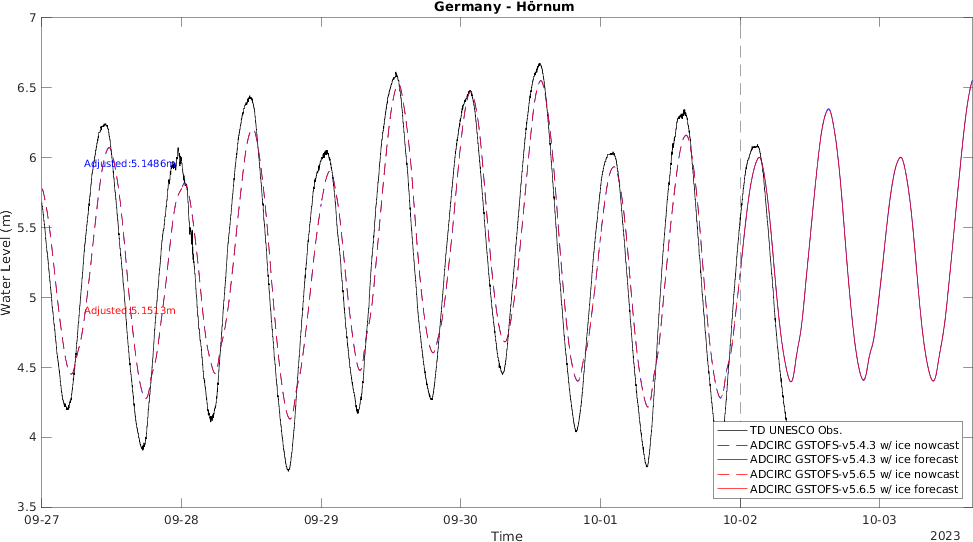 Germany - Hörnum
7
6.5
6
5.5
5
4.5
4
3.5
Water Level (m)
Adjusted:5.1486m
Adjusted:5.1513m
TD UNESCO Obs.
ADCIRC GSTOFS-v5.4.3 w/ ice nowcast
ADCIRC GSTOFS-v5.4.3 w/ ice forecast
ADCIRC GSTOFS-v5.6.5 w/ ice nowcast
ADCIRC GSTOFS-v5.6.5 w/ ice forecast
09-27 09-28 09-29 09-30 10-01 10-02 10-03
Time
2023